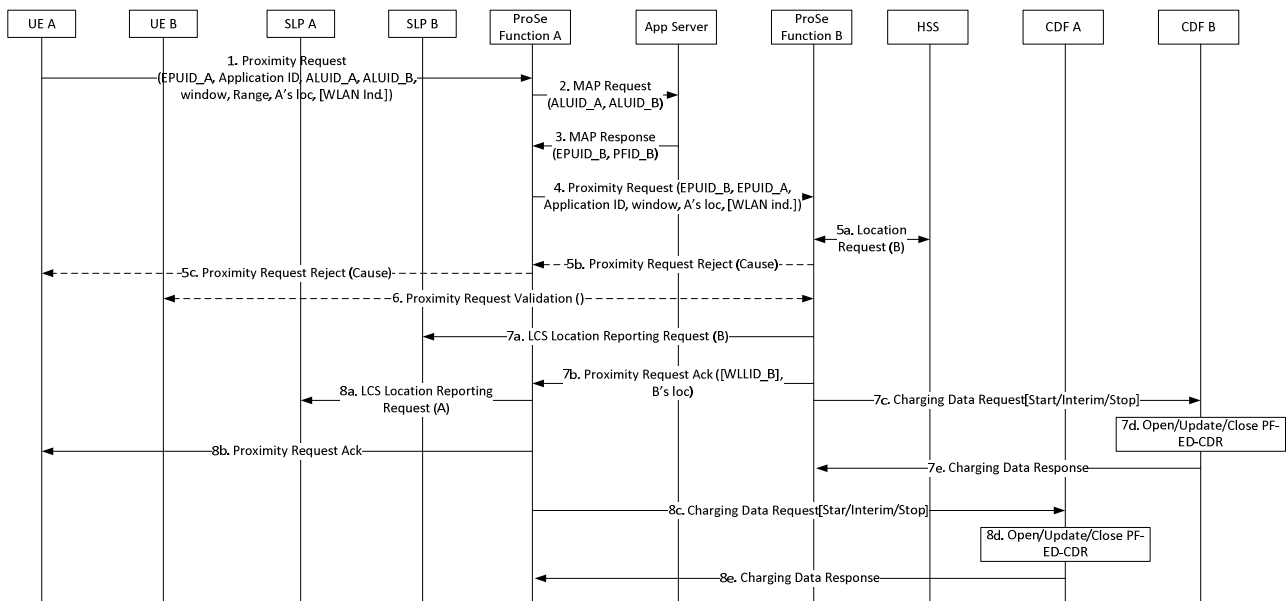 UE A
UE B
SLP A
SLP B
ProSe
Function A
App Server
ProSe
Function B
HSS
CDF A
CDF B
1. Proximity Request
(EPUID_A, Application ID, ALUID_A, ALUID_B,
window, Range, A's loc, [WLAN Ind.])
2. MAP Request
(ALUID_A, ALUID_B)
3. MAP Response
(EPUID_B, PFID_B)
4. Proximity Request (EPUID_B, EPUID_A,
Application ID, window, A's loc, [WLAN ind.])
5a. Location
Request (B)
5b. Proximity Request Reject (Cause)
5c. Proximity Request Reject (Cause)
6. Proximity Request Validation ()
7a. LCS Location Reporting Request (B)
7b. Proximity Request Ack ([WLLID_B],
B's loc)
8a. LCS Location Reporting
Request (A)
7c. Charging Data Request[Start/Interim/Stop]
7d. Open/Update/Close PF-
ED-CDR
8b. Proximity Request Ack
7e. Charging Data Response
8c. Charging Data Request[Star/Interim/Stop]
8d. Open/Update/Close PF-
ED-CDR
8e. Charging Data Response